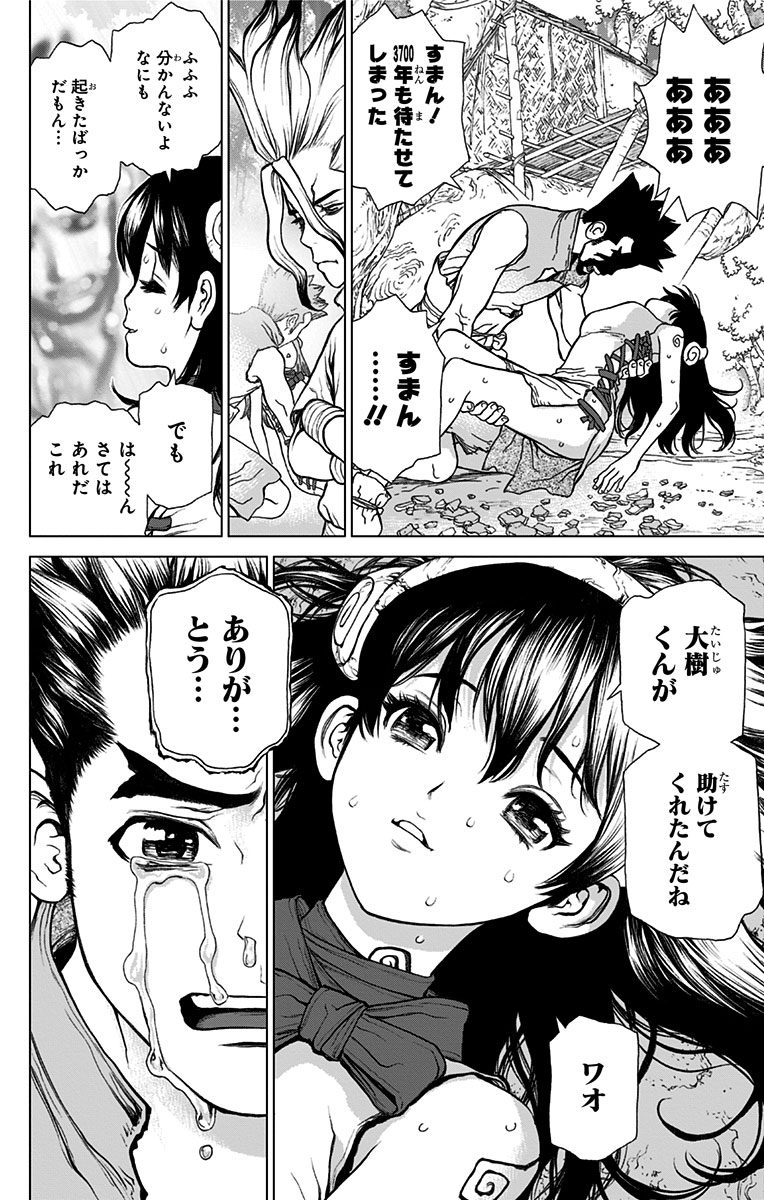 あああ
あああ
すまん！
3700年も待たせて
しまった
すまん
……!!
ふふふ
分かんないよ
なにも
起きたばっか
だもん…
でも
は～～～ん
さては
あれだ
これ
大樹
くんが
助けて
くれたんだね
ワオ
ありが…
とう…